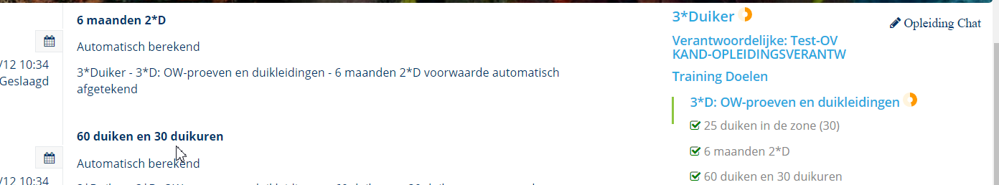 6 maanden 2*D
Automatisch berekend
/12 10:34
Geslaagd
3*Duiker - 3*D: OW-proeven en duikleidingen - 6 maanden 2*D voorwaarde automatisch
afgetekend
60 duiken en 30 duikuren
Automatisch berekend
/12 10:34
3*Duiker
Opleiding Chat
Verantwoordelijke: Test-OV
KAND-OPLEIDINGSVERANTW
Training Doelen
3*D: OW-proeven en duikleidingen
25 duiken in de zone (30)
6 maanden 2*D
60 duiken en 30 duikuren